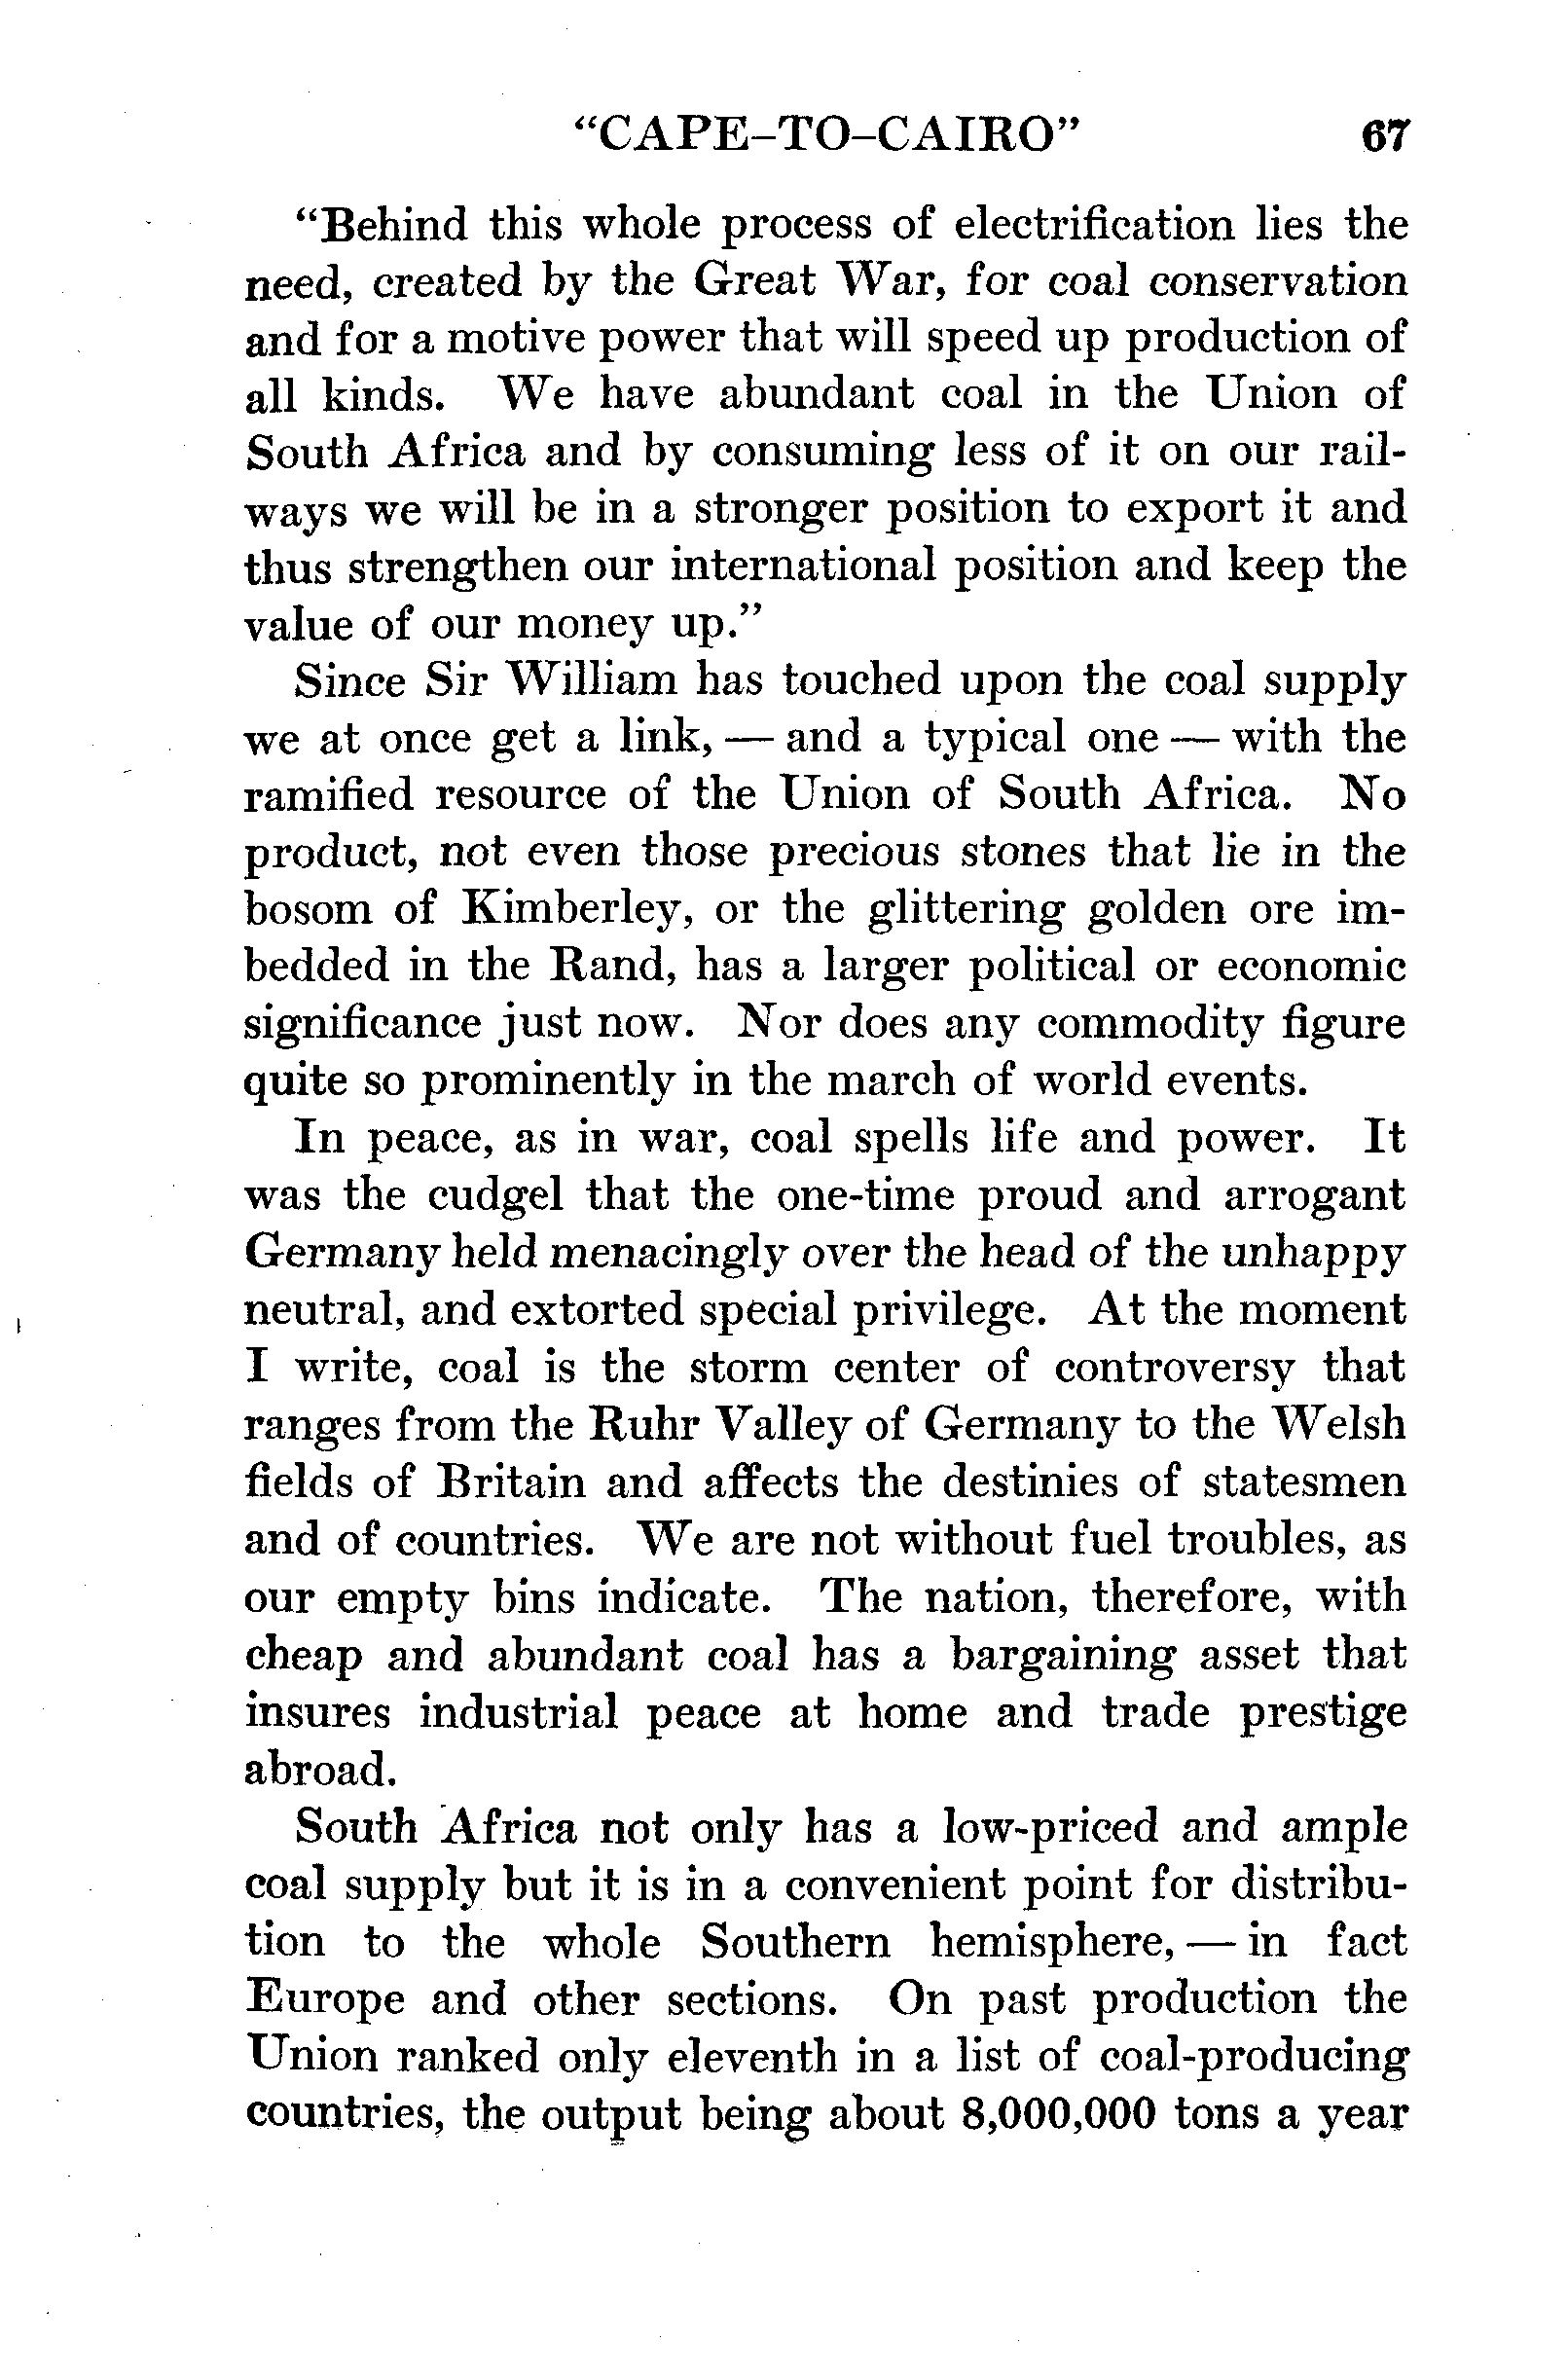 "CAPE-TO-CAIRO" 67
"Behind this whole process of electrification lies the
need, created by the Great War, for coal conservation
and for a motive power that will speed up production of
all kinds. We have abundant coal in the Union of
South Africa and by consuming less of it on our rail-
ways we will be in a stronger position to export it and
thus strengthen our international position and keep the
value of our money up."
Since Sir William has touched upon the coal supply
we at once get a link, — and a typical one — with the
ramified resource of the Union of South Africa. No
product, not even those precious stones that lie in the
bosom of Kimberley, or the glittering golden ore im-
bedded in the Rand, has a larger political or economic
significance just now. Nor does any commodity figure
quite so prominently in the march of world events.
In peace, as in war, coal spells life and power. It
was the cudgel that the one-time proud and arrogant
Germany held menacingly over the head of the unhappy
neutral, and extorted special privilege. At the moment
I write, coal is the storm center of controversy that
ranges from the Ruhr Valley of Germany to the Welsh
fields of Britain and affects the destinies of statesmen
and of countries. We are not without fuel troubles, as
our empty bins indicate. The nation, therefore, with
cheap and abundant coal has a bargaining asset that
insures industrial peace at home and trade prestige
abroad.
South Africa not only has a low-priced and ample
coal supply but it is in a convenient point for distribu-
tion to the whole Southern hemisphere, — in fact
Europe and other sections. On past production the
Union ranked only eleventh in a list of coal-producing
countries, the output being about 8,000,000 tons a year